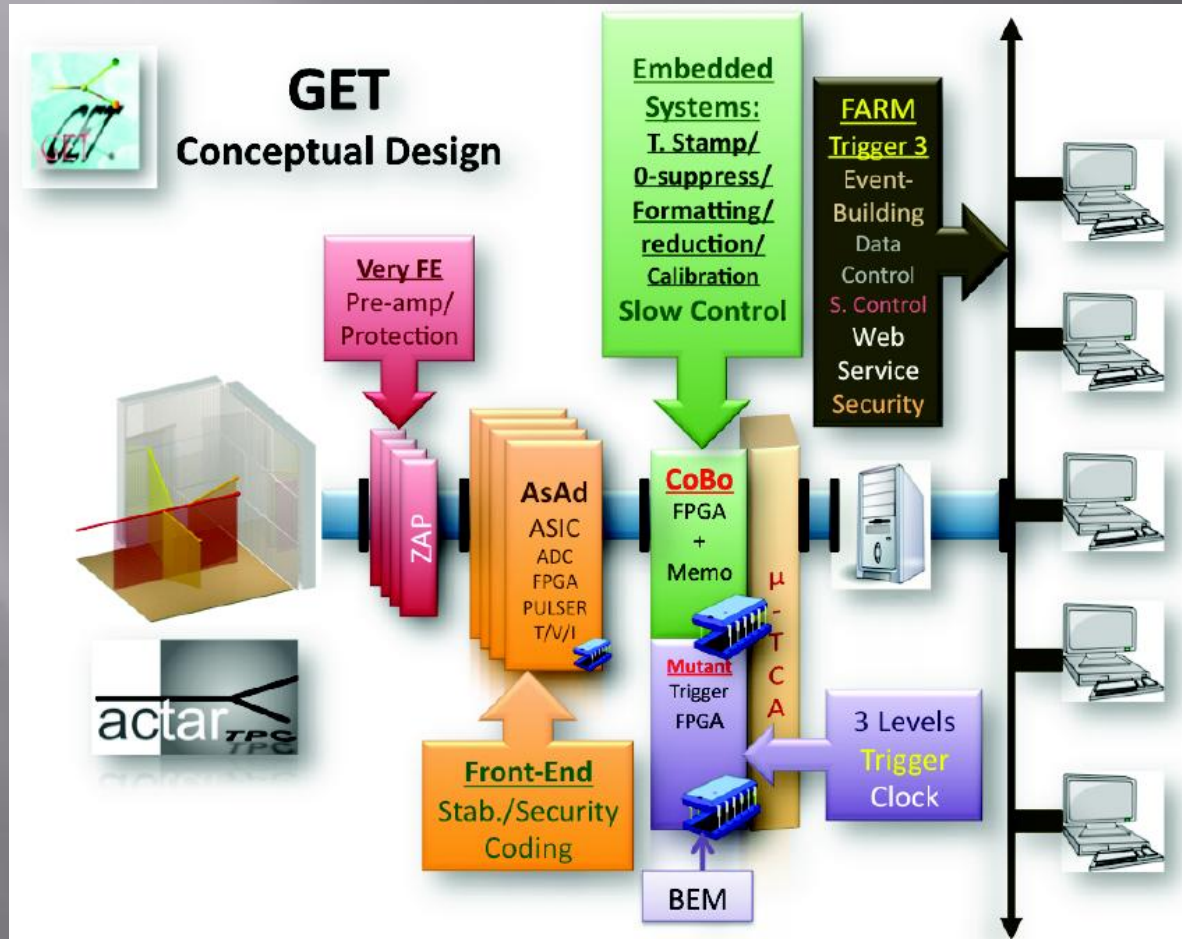 GET
GET
Conceptual Design
Embedded
Systems:
T. Stamp/
0-suppress/
Formatting/
reduction/
Calibration
Slow Control
FARM
Trigger 3
Event-
Building
Data
Control
S. Control
Web
Service
Security
Very FE
Pre-amp/
Protection
ZAP
AsAd
ASIC
ADC
FPGA
PULSER
T/V/I
CoBo
FPGA
+
Memo
μ-TCA
Mutant
Trigger
FPGA
3 Levels
Trigger
Clock
actar
TPC
Front-End
Stab./Security
Coding
BEM